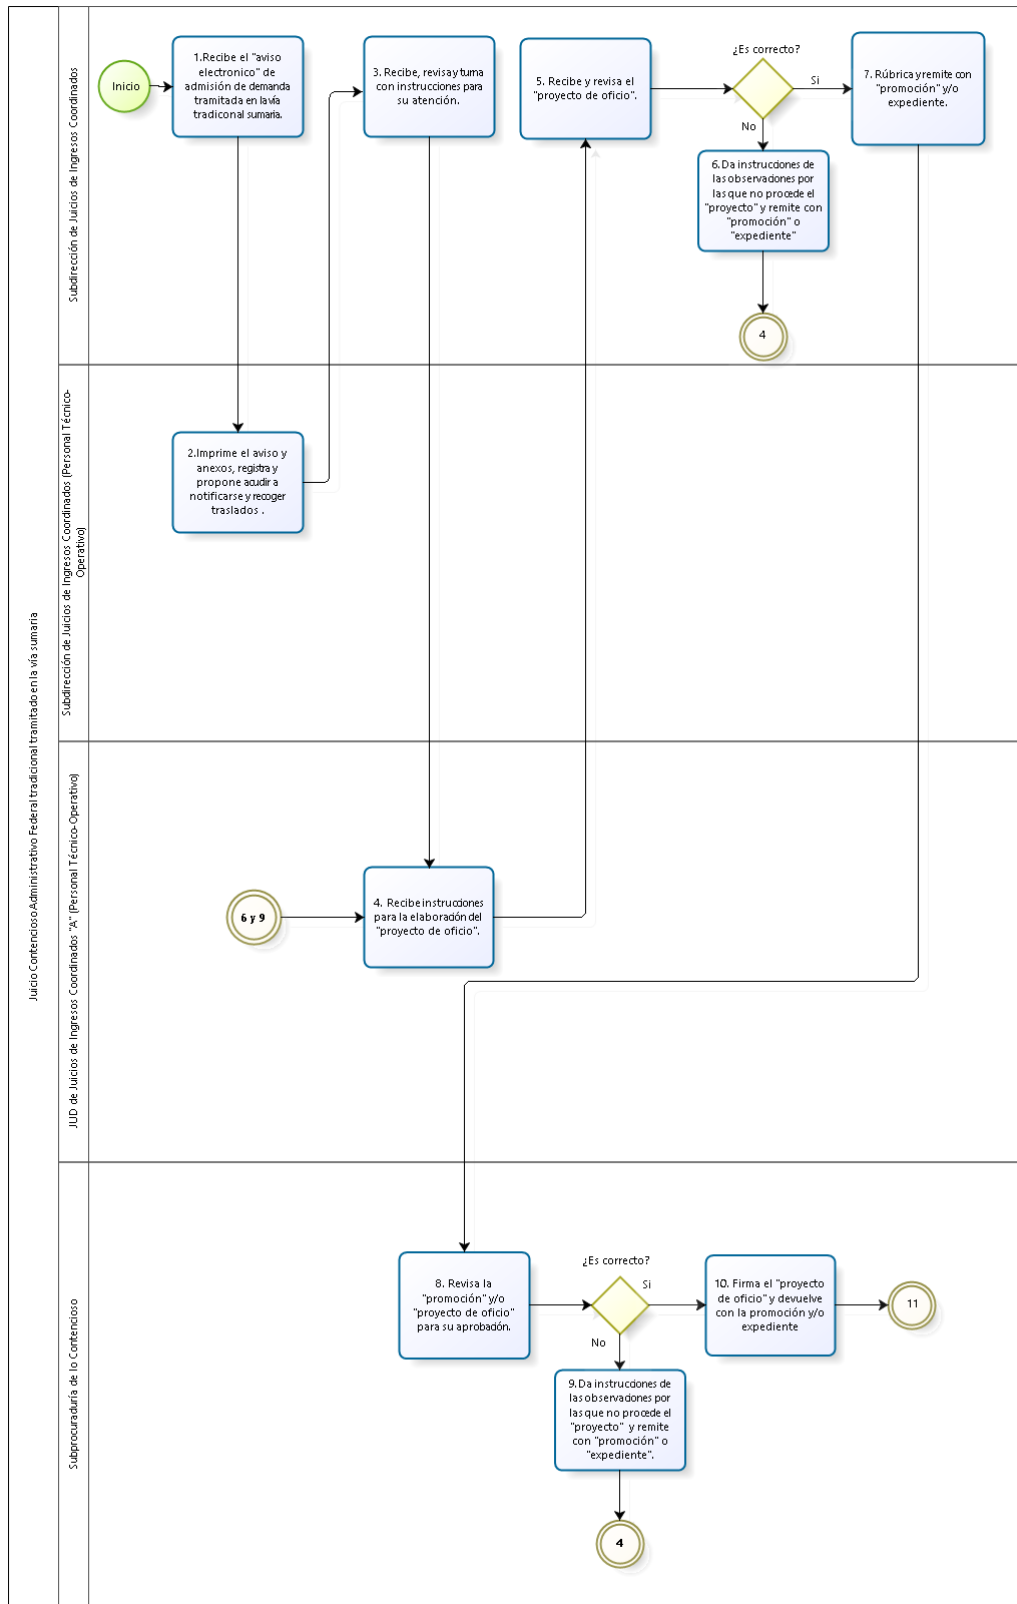 Juicio Contencioso Administrativo Federal tradicional tramitado en la vía sumaria
Subdirección de Juicios de Ingresos Coordinados
Inicio
1.Recibe el "aviso
electronico" de
admisión de demanda
tramitada en la vía
tradiconal sumaria.
3. Recibe, revisa y turna
con instrucciones para
su atención.
5. Recibe y revisa el
"proyecto de oficio".
¿Es correcto?
Si
No
7. Rúbrica y remite con
"promoción" y/o
expediente.
6.Da instrucciones de
las observaciones por
las que no procede el
"proyecto" y remite con
"promoción" o
"expediente"
4
Subdirección de Juicios de Ingresos Coordinados (Personal Técnico-
Operativo)
2.Imprime el aviso y
anexos, registra y
propone acudir a
notificarse y recoger
traslados .
JUD de Juicios de Ingresos Coordinados "A" (Personal Técnico-Operativo)
6 y 9
4. Recibe instrucciones
para la elaboración del
"proyecto de oficio".
Subprocuraduría de lo Contencioso
8. Revisa la
"promoción" y/o
"proyecto de oficio"
para su aprobación.
¿Es correcto?
Si
No
10. Firma el "proyecto
de oficio" y devuelve
con la promoción y/o
expediente
11
9.Da instrucciones de
las observaciones por
las que no procede el
"proyecto" y remite
con "promoción" o
"expediente".
4